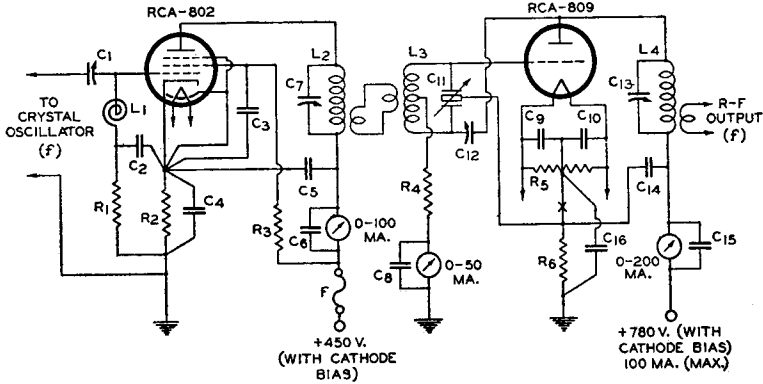 RCA-802
RCA-809
C1
TO
CRYSTAL
OSCILLATOR
(f)
L1
C2
R1
R2
C4
C3
L2
C7
C5
R3
C6
0-100
MA.
F
+450 V.
(WITH CATHODE
BIAS)
L3
C11
C12
R4
C8
0-50
MA.
C9
C10
R5
X
R6
C16
L4
C13
R-F
OUTPUT
(f)
C14
0-200
MA.
C15
+780 V. (WITH
CATHODE BIAS)
100 MA. (MAX.)